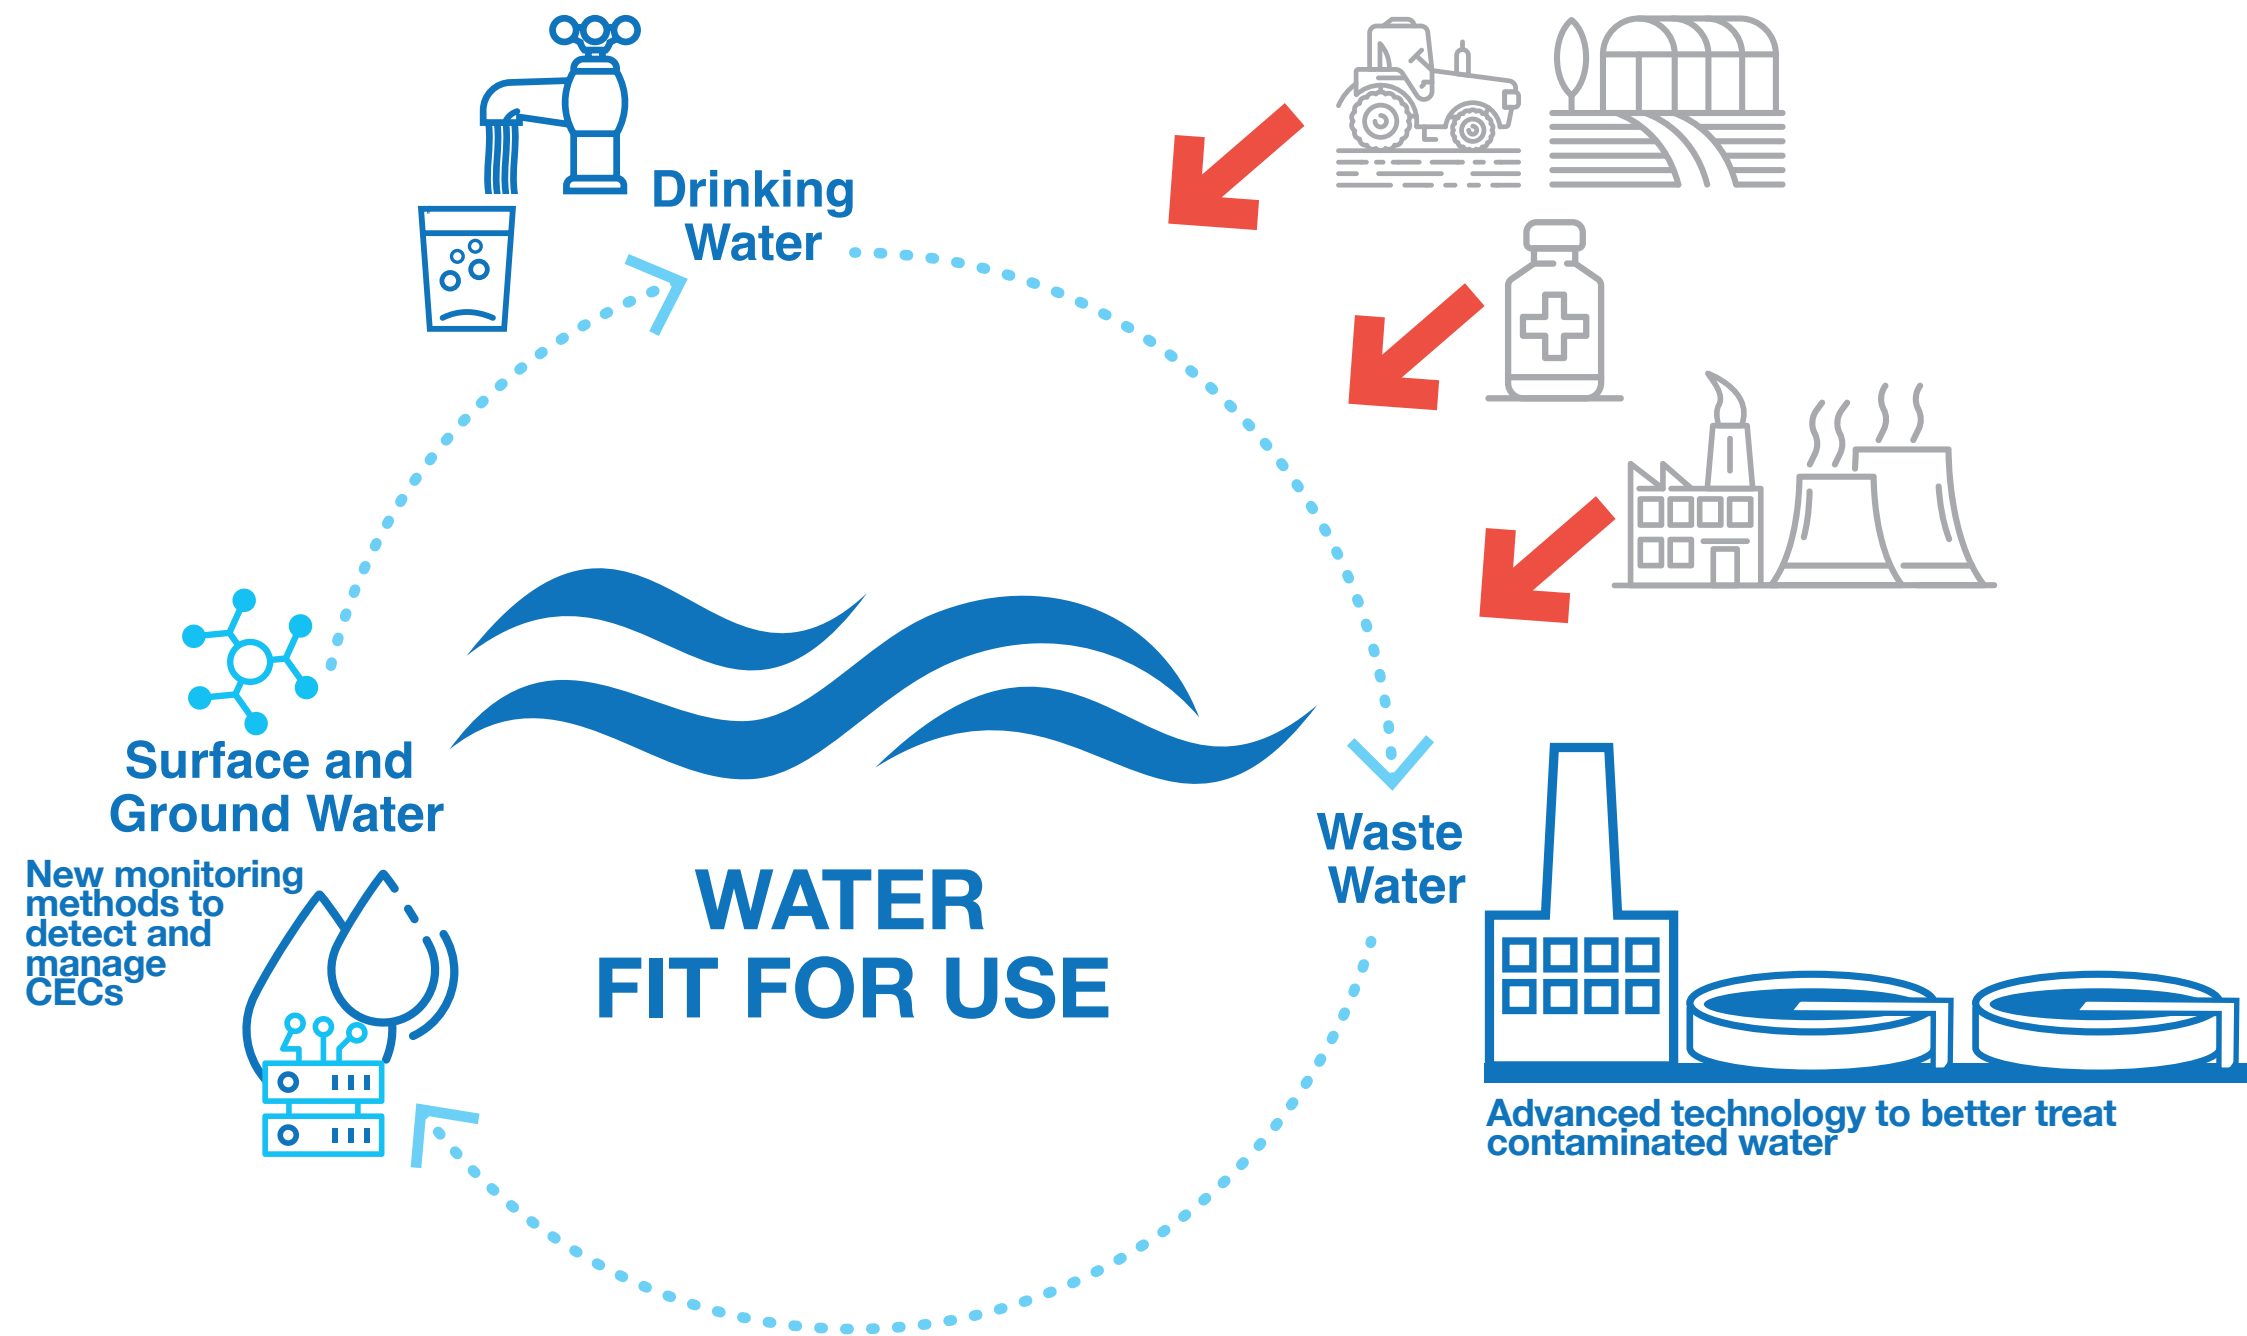 Drinking
Water
Surface and
Ground Water
New monitoring
methods to
detect and
manage
CECs
WATER
FIT FOR USE
Waste
Water
Advanced technology to better treat
contaminated water